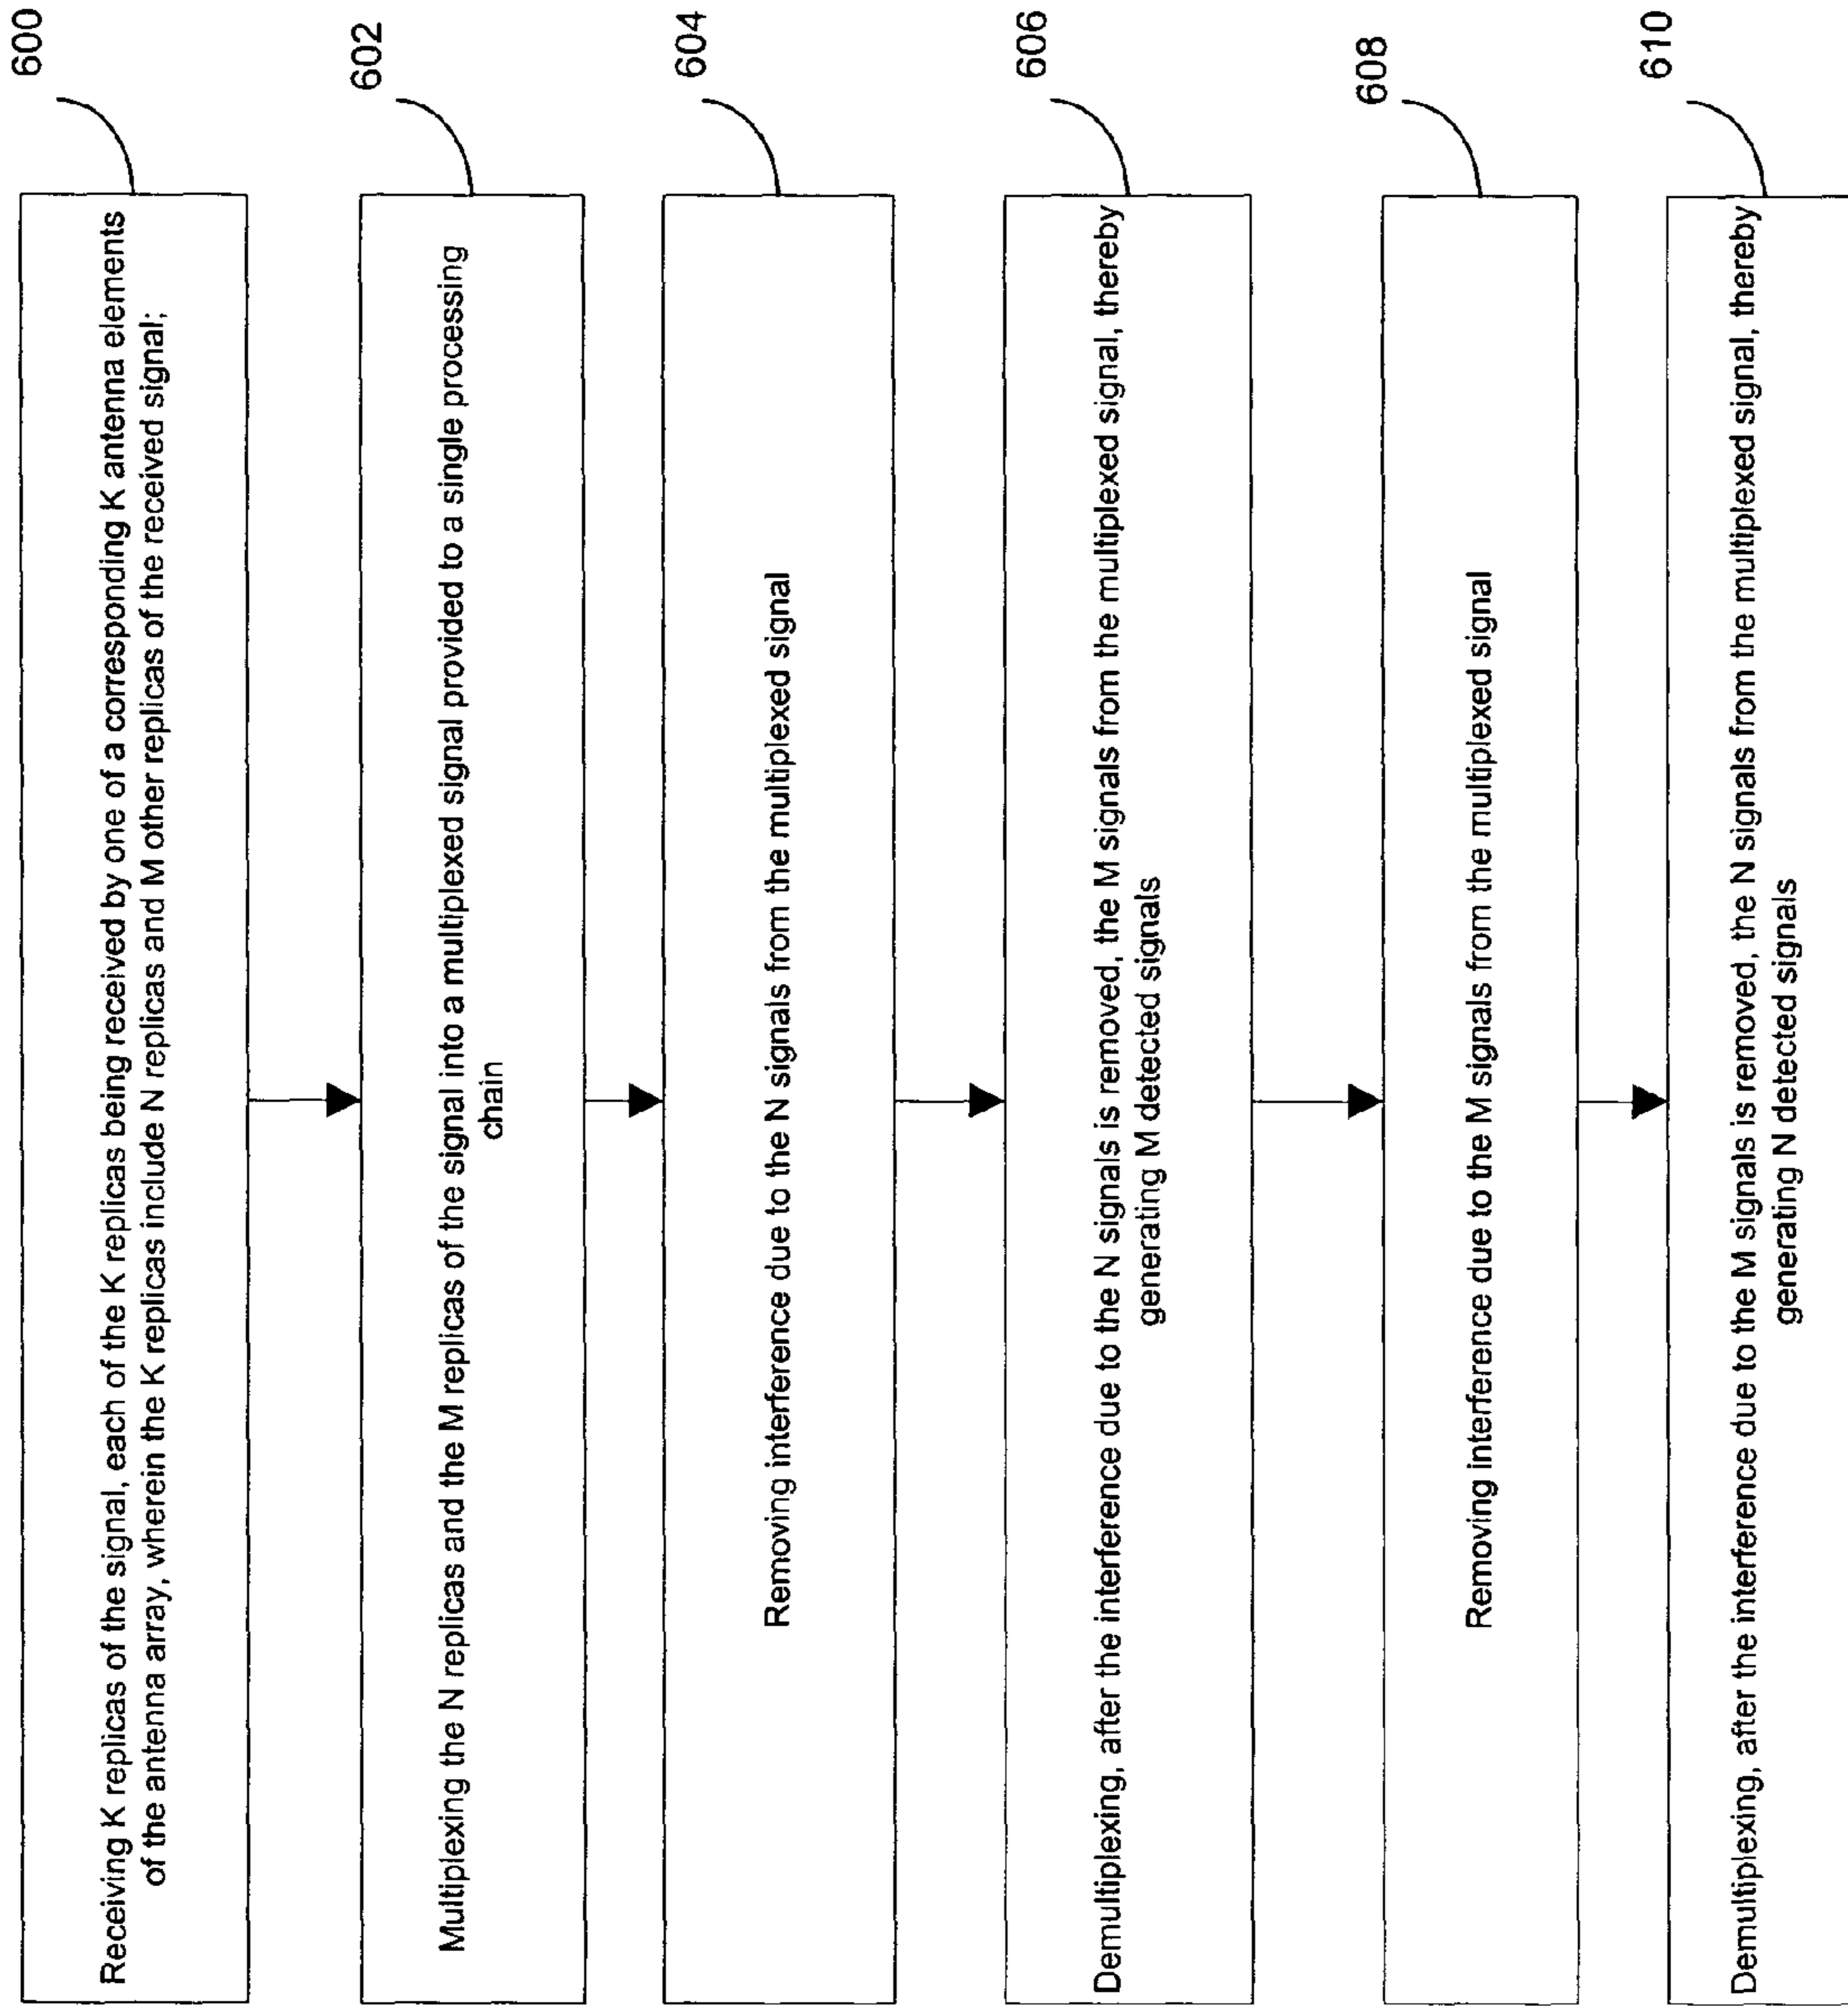 600
Receiving K replicas of the signal, each of the K replicas being received by one of a corresponding K antenna elements
of the antenna array, wherein the K replicas include N replicas and M other replicas of the received signal;
602
Multiplexing the N replicas and the M replicas of the signal into a multiplexed signal provided to a single processing
chain
604
Removing interference due to the N signals from the multiplexed signal
606
Demultiplexing, after the interference due to the N signals is removed, the M signals from the multiplexed signal, thereby
generating M detected signals
608
Removing interference due to the M signals from the multiplexed signal
610
Demultiplexing, after the interference due to the M signals is removed, the N signals from the multiplexed signal, thereby
generating N detected signals